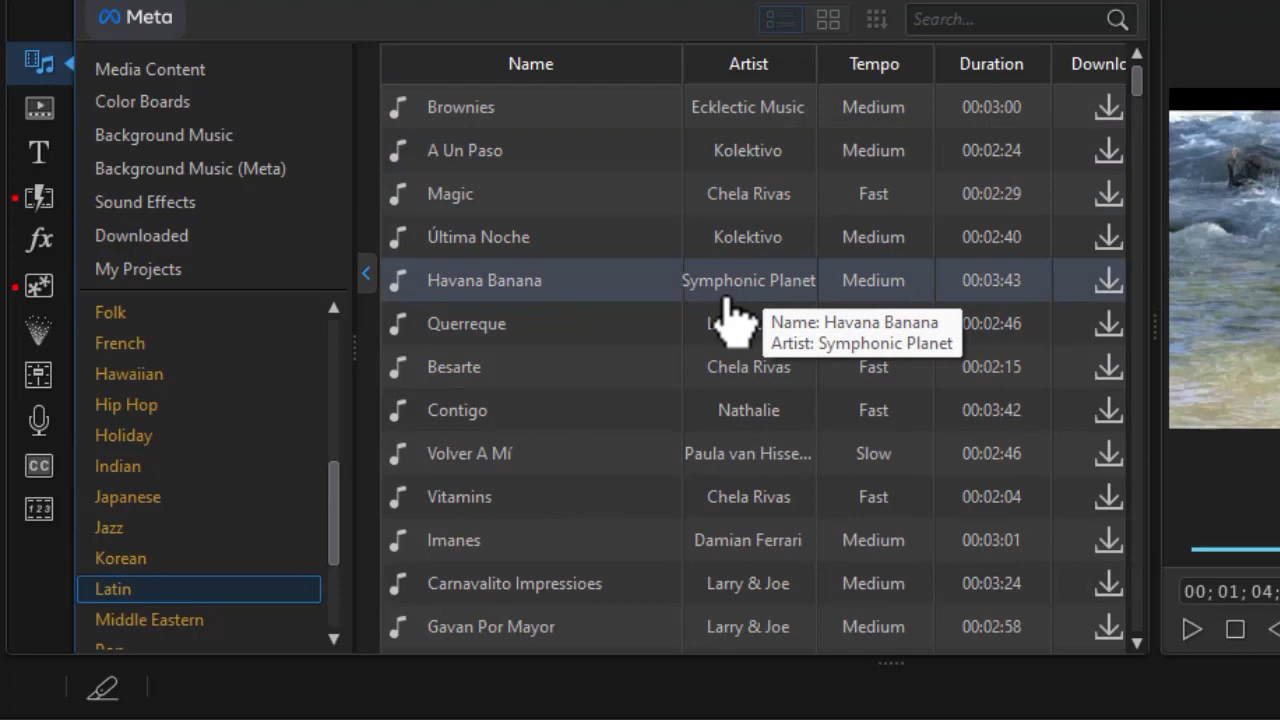 Meta
Search...
Media Content
Color Boards
Background Music
Background Music (Meta)
Sound Effects
Downloaded
My Projects
Folk
French
Hawaiian
Hip Hop
Holiday
Indian
Japanese
Jazz
Korean
Latin
Middle Eastern
Name Artist Tempo Duration Downlo
Brownies Ecklectic Music Medium 00:03:00
A Un Paso Kolektivo Medium 00:02:24
Magic Chela Rivas Fast 00:02:29
Última Noche Kolektivo Medium 00:02:40
Havana Banana Symphonic Planet Medium 00:03:43
Querreque 00:02:46
Name: Havana Banana
Artist: Symphonic Planet
Besarte Chela Rivas Fast 00:02:15
Contigo Nathalie Fast 00:03:42
Volver A Mí Paula van Hisse... Slow 00:02:46
Vitamins Chela Rivas Fast 00:02:04
Imanes Damian Ferrari Medium 00:03:01
Carnavalito Impressioes Larry & Joe Medium 00:03:24
Gavan Por Mayor Larry & Joe Medium 00:02:58
T
fx
CC
123
00; 01; 04;